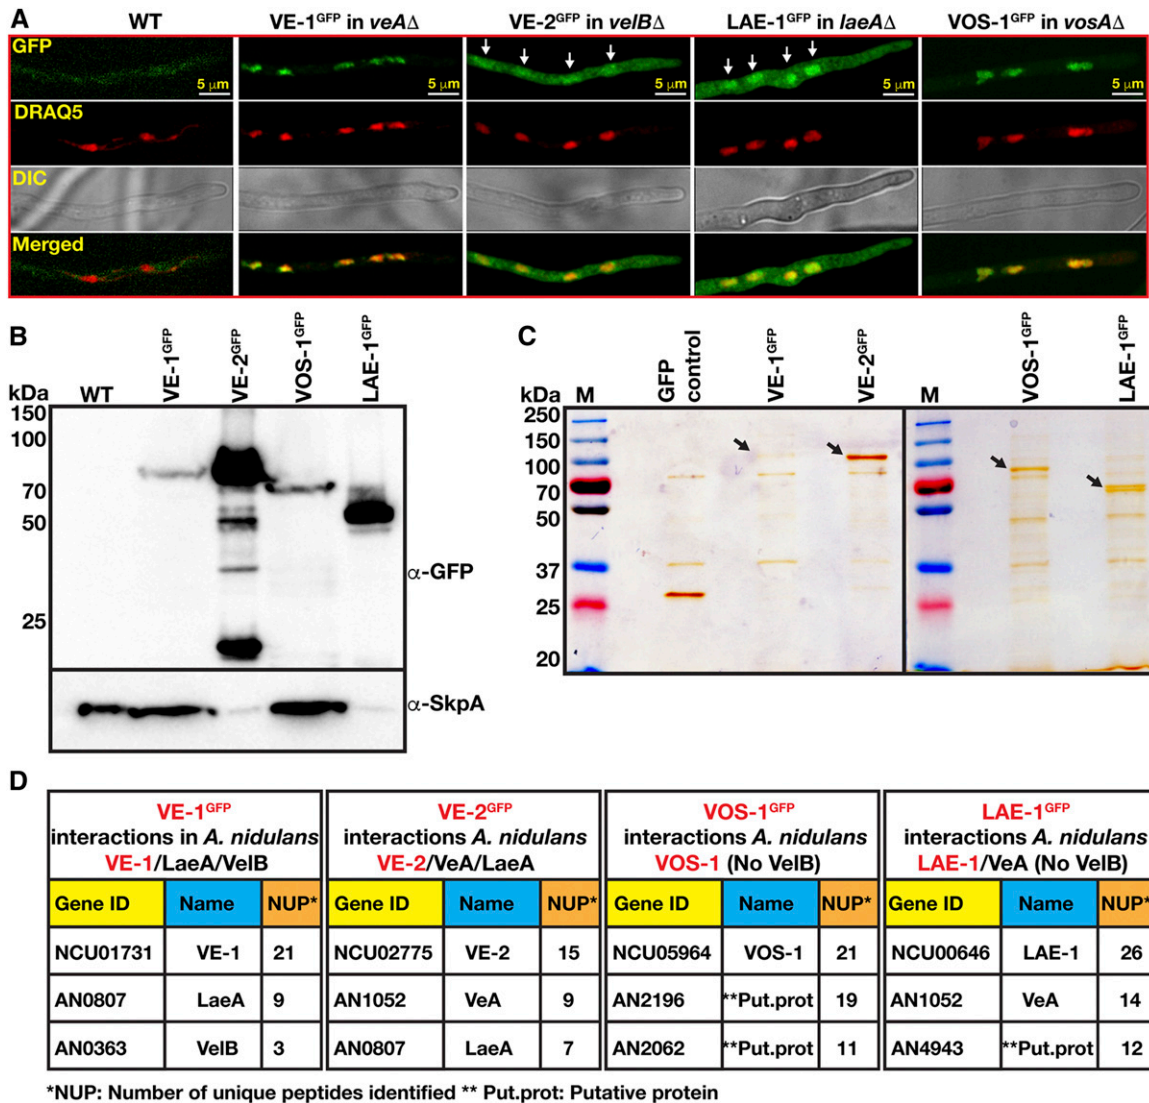 A
WT
VE-1GFP in veAΔ
VE-2GFP in velBΔ
LAE-1GFP in laeAΔ
VOS-1GFP in vosAΔ
GFP
5 µm
5 µm
5 µm
5 µm
5 µm
DRAQ5
DIC
Merged
B
kDa
WT
VE-1GFP
VE-2GFP
VOS-1GFP
LAE-1GFP
150
100
70
50
25
α-GFP
α-SkpA
C
kDa
M
GFP
control
VE-1GFP
VE-2GFP
M
VOS-1GFP
LAE-1GFP
250
150
100
70
50
37
25
20
D
VE-1GFP
interactions in A. nidulans
VE-1/LaeA/VelB
Gene ID Name NUP*
NCU01731 VE-1 21
AN0807 LaeA 9
AN0363 VelB 3
VE-2GFP
interactions A. nidulans
VE-2/VeA/LaeA
Gene ID Name NUP*
NCU02775 VE-2 15
AN1052 VeA 9
AN0807 LaeA 7
VOS-1GFP
interactions A. nidulans
VOS-1 (No VelB)
Gene ID Name NUP*
NCU05964 VOS-1 21
AN2196 **Put.prot 19
AN2062 **Put.prot 11
LAE-1GFP
interactions A. nidulans
LAE-1/VeA (No VelB)
Gene ID Name NUP*
NCU00646 LAE-1 26
AN1052 VeA 14
AN4943 **Put.prot 12
*NUP: Number of unique peptides identified ** Put.prot: Putative protein